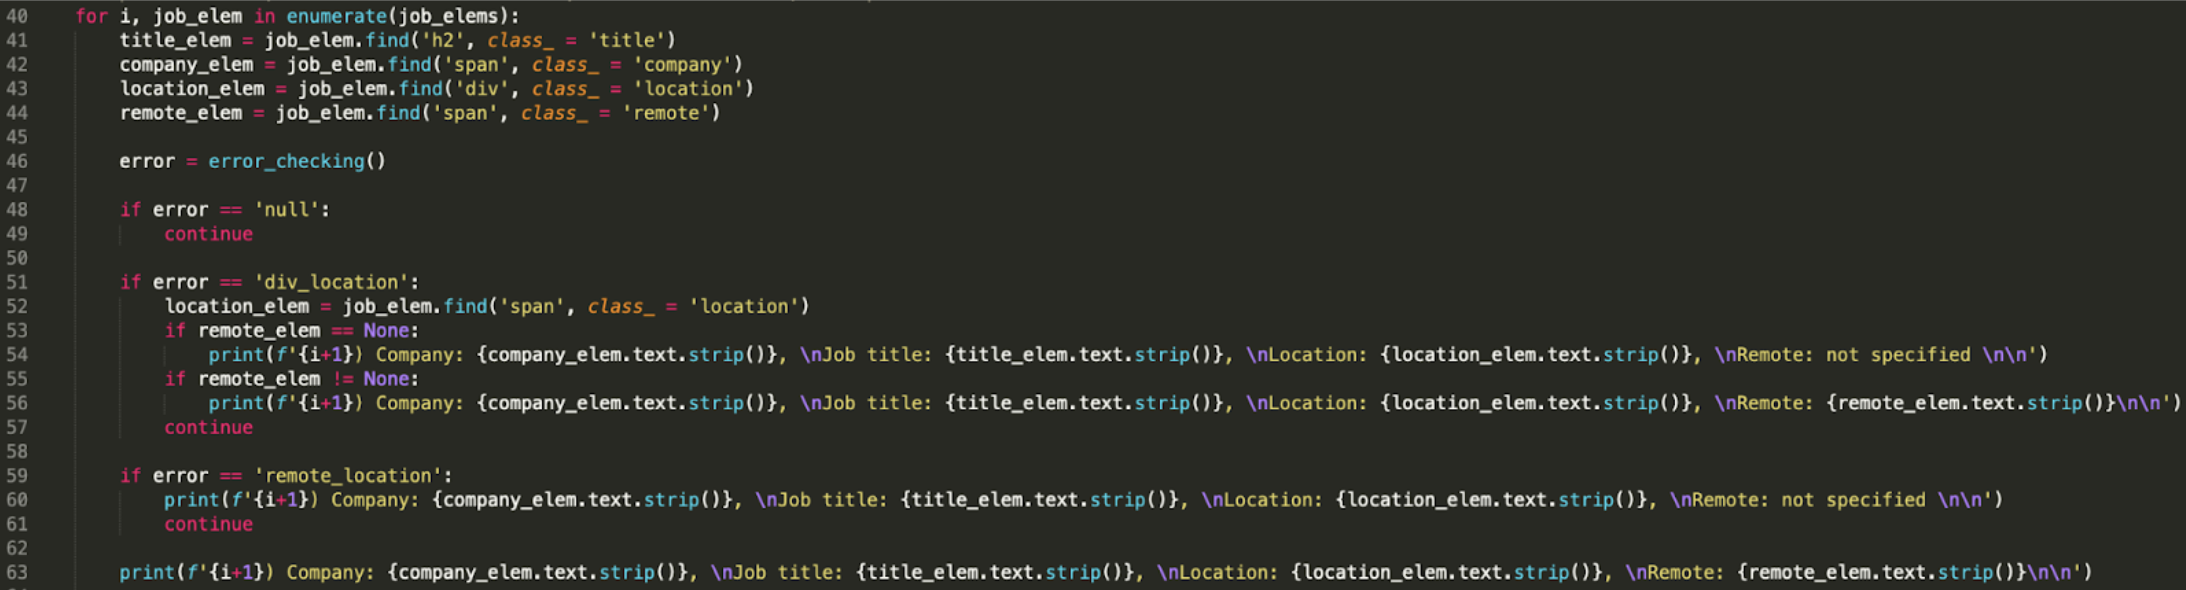 40 for i, job_elem in enumerate(job_elems):
41 title_elem = job_elem.find('h2', class_ = 'title')
42 company_elem = job_elem.find('span', class_ = 'company')
43 location_elem = job_elem.find('div', class_ = 'location')
44 remote_elem = job_elem.find('span', class_ = 'remote')
45
46 error = error_checking()
47
48 if error == 'null':
49 continue
50
51 if error == 'div_location':
52 location_elem = job_elem.find('span', class_ = 'location')
53 if remote_elem == None:
54 print(f'{i+1}) Company: {company_elem.text.strip()}, \nJob title: {title_elem.text.strip()}, \nLocation: {location_elem.text.strip()}, \nRemote: not specified \n\n')
55 if remote_elem != None:
56 print(f'{i+1}) Company: {company_elem.text.strip()}, \nJob title: {title_elem.text.strip()}, \nLocation: {location_elem.text.strip()}, \nRemote: {remote_elem.text.strip()}\n\n')
57 continue
58
59 if error == 'remote_location':
60 print(f'{i+1}) Company: {company_elem.text.strip()}, \nJob title: {title_elem.text.strip()}, \nLocation: {location_elem.text.strip()}, \nRemote: not specified \n\n')
61 continue
62
63 print(f'{i+1}) Company: {company_elem.text.strip()}, \nJob title: {title_elem.text.strip()}, \nLocation: {location_elem.text.strip()}, \nRemote: {remote_elem.text.strip()}\n\n')